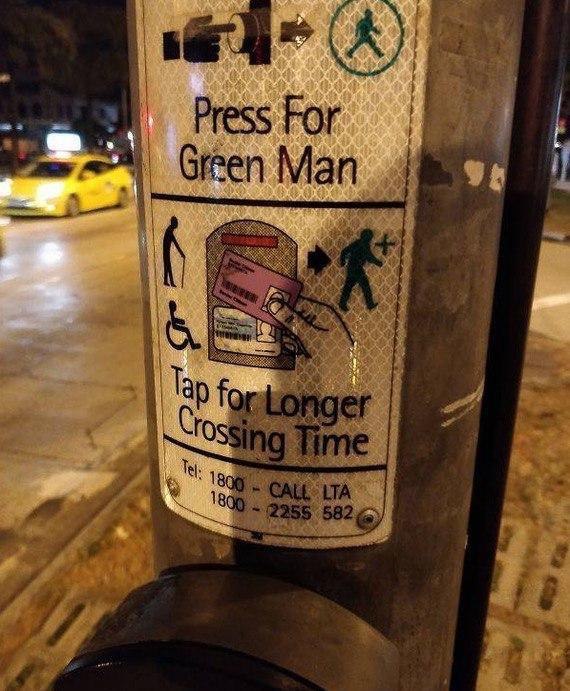 Press For
Green Man
Tap for Longer
Crossing Time
Tel: 1800 - CALL LTA
1800 - 2255 582